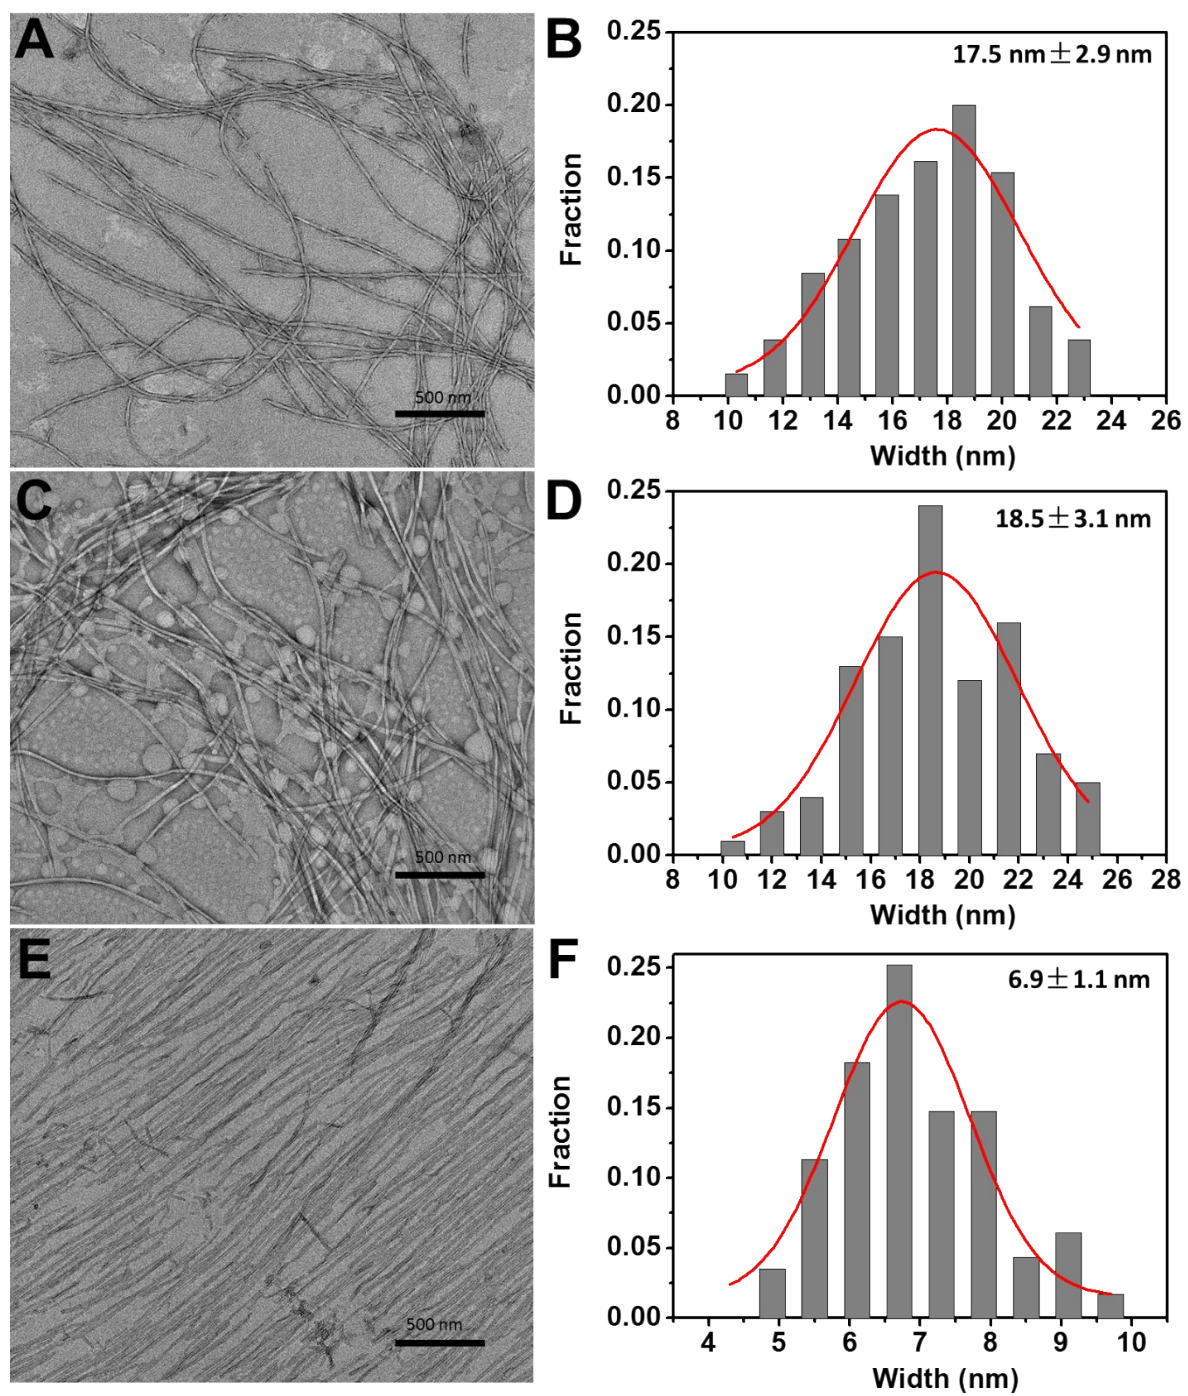 A
500 nm
B
17.5 nm ± 2.9 nm
Fraction
0.25
0.20
0.15
0.10
0.05
0.00
8 10 12 14 16 18 20 22 24 26
Width (nm)
C
500 nm
D
18.5 ± 3.1 nm
Fraction
0.25
0.20
0.15
0.10
0.05
0.00
8 10 12 14 16 18 20 22 24 26 28
Width (nm)
E
500 nm
F
6.9 ± 1.1 nm
Fraction
0.25
0.20
0.15
0.10
0.05
0.00
4 5 6 7 8 9 10
Width (nm)